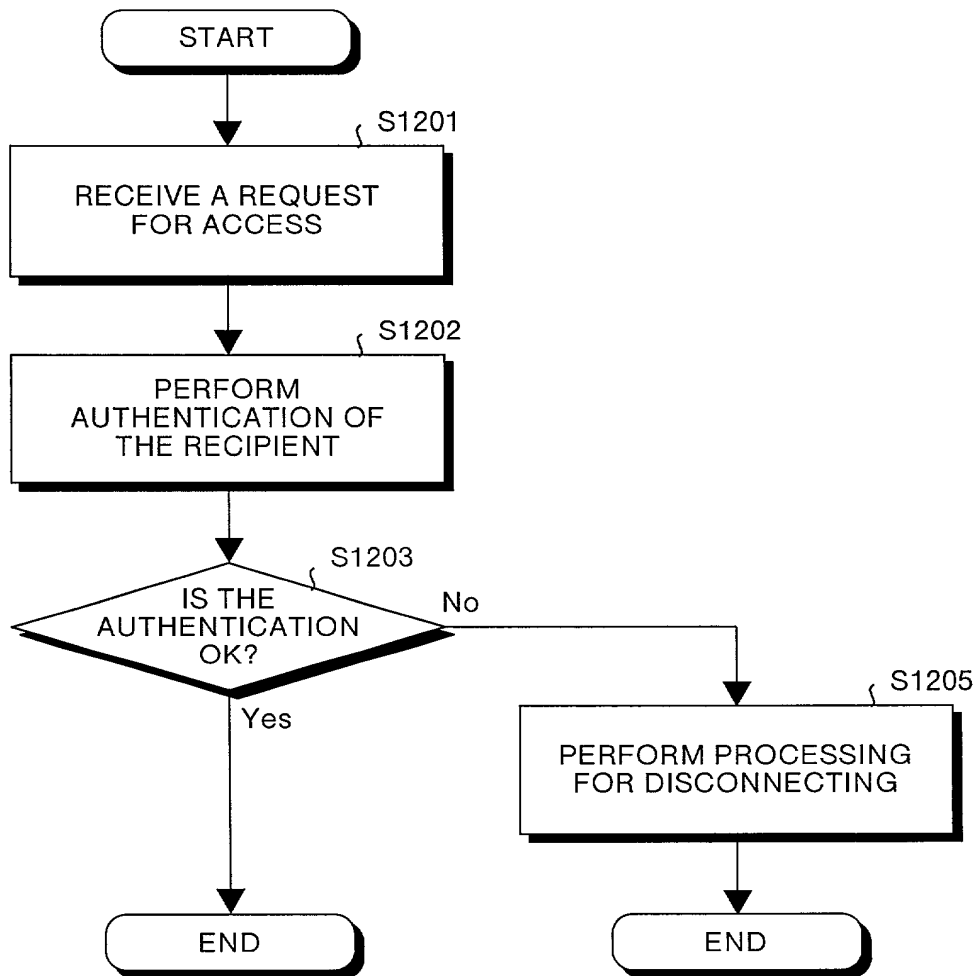 START
S1201
RECEIVE A REQUEST
FOR ACCESS
S1202
PERFORM
AUTHENTICATION OF
THE RECIPIENT
S1203
IS THE
AUTHENTICATION
OK?
No
Yes
S1205
PERFORM PROCESSING
FOR DISCONNECTING
END
END